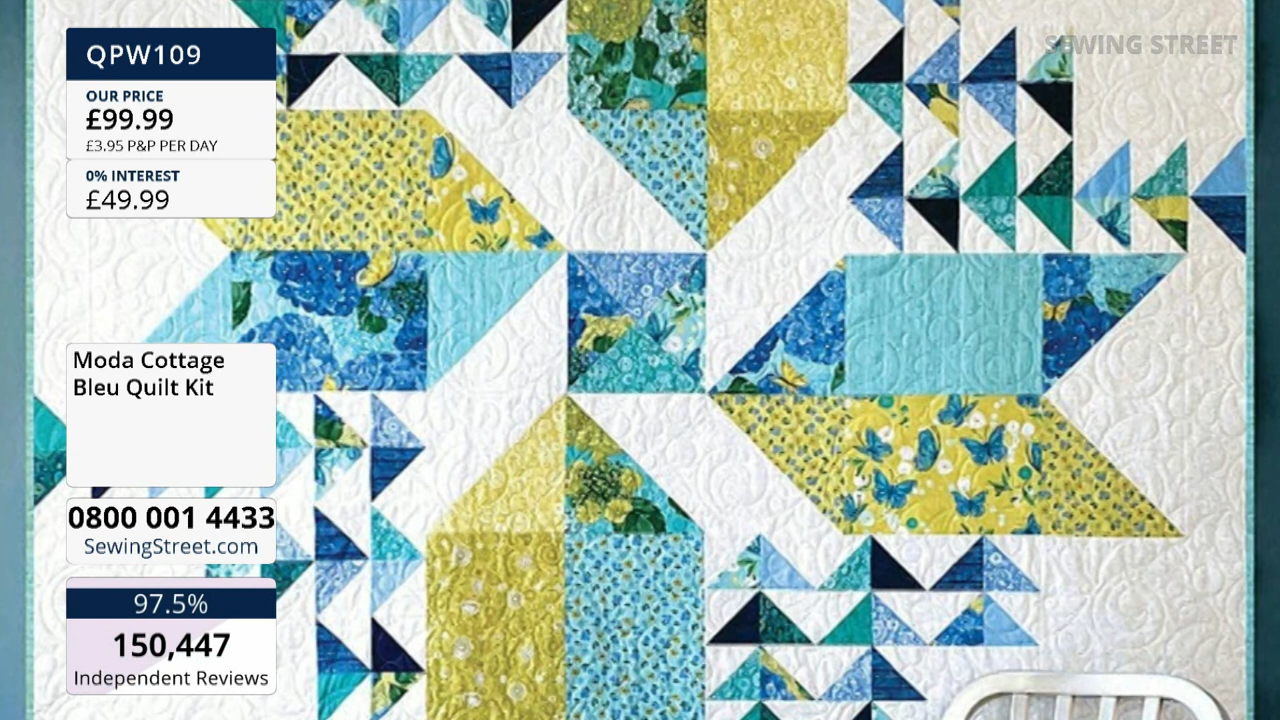 QPW109
OUR PRICE
£99.99
£3.95 P&P PER DAY
0% INTEREST
£49.99
Moda Cottage
Bleu Quilt Kit
0800 001 4433
SewingStreet.com
97.5%
150,447
Independent Reviews
SEWING STREET